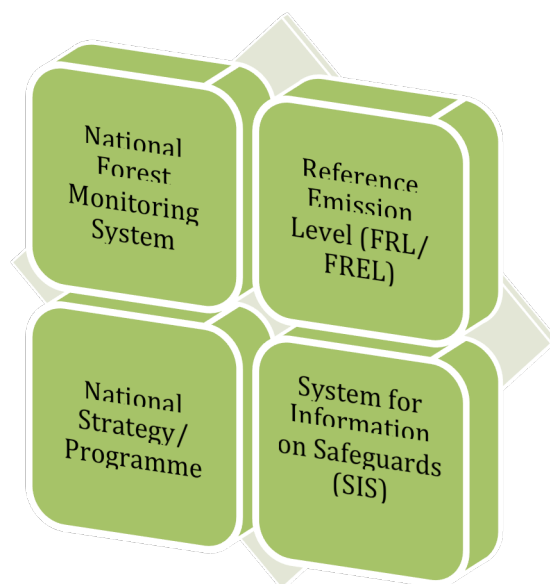 National
Forest
Monitoring
System
Reference
Emission
Level (FRL/
FREL)
National
Strategy/
Programme
System for
Information
on Safeguards
(SIS)